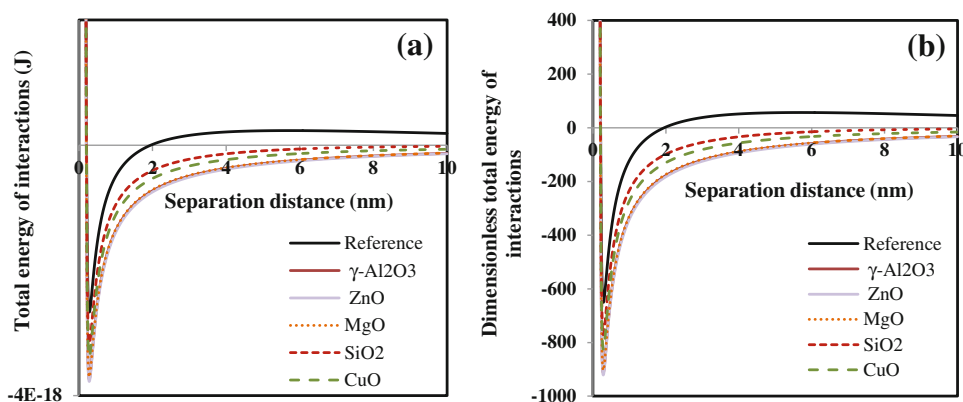 (a)
Total energy of interactions (J)
0 2 4 6 8 10
Separation distance (nm)
Reference
γ-Al2O3
ZnO
MgO
SiO2
CuO
-4E-18
(b)
Dimensionless total energy of
interactions
400
200
0
-200
-400
-600
-800
-1000
0 2 4 6 8 10
Separation distance (nm)
Reference
γ-Al2O3
ZnO
MgO
SiO2
CuO